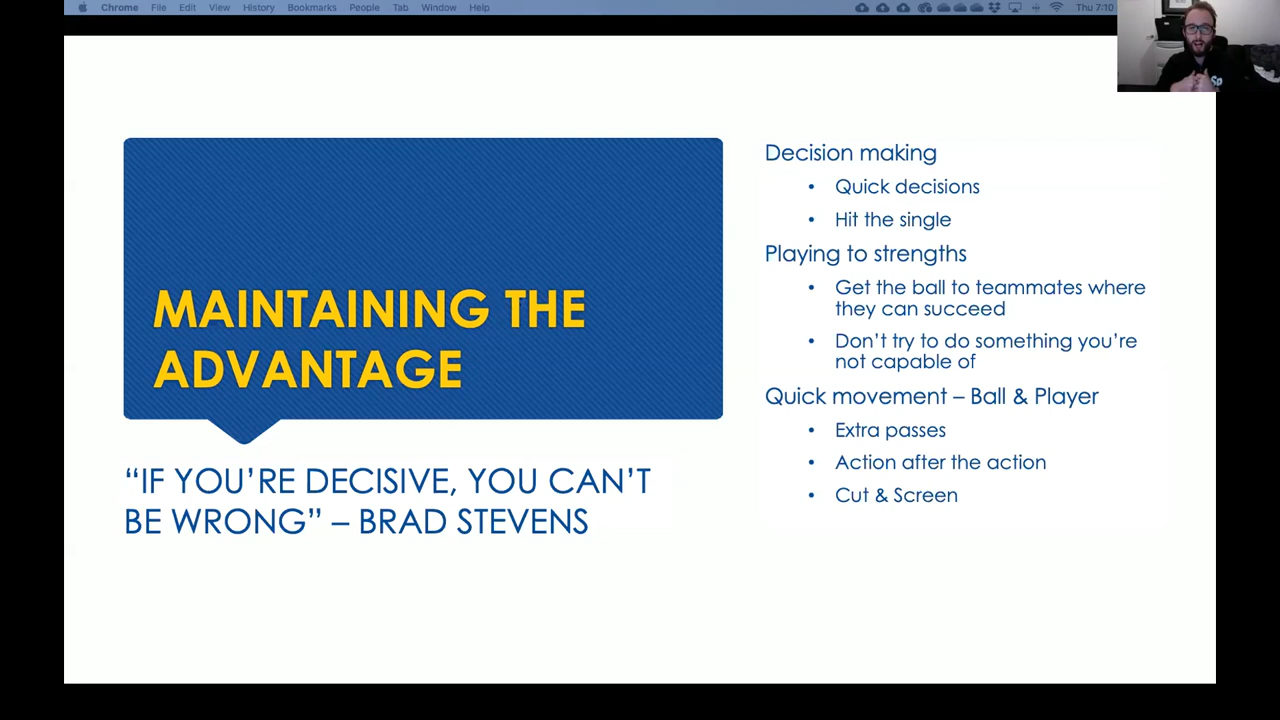 Chrome File Edit View History Bookmarks People Tab Window Help Thu 7:10
MAINTAINING THE
ADVANTAGE
“IF YOU’RE DECISIVE, YOU CAN’T
BE WRONG” – BRAD STEVENS
Decision making
• Quick decisions
• Hit the single
Playing to strengths
• Get the ball to teammates where
they can succeed
• Don’t try to do something you’re
not capable of
Quick movement – Ball & Player
• Extra passes
• Action after the action
• Cut & Screen